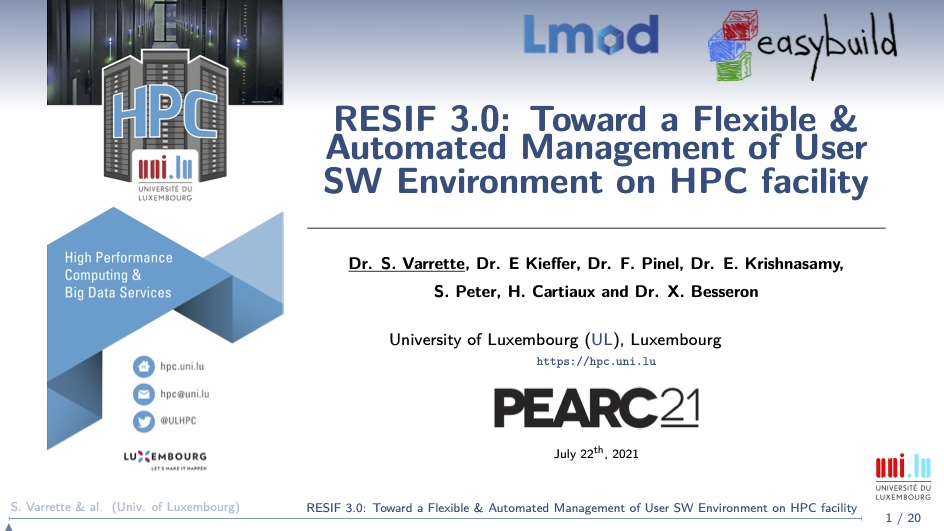 Lmod
easybuild
HPC
uni.lu
UNIVERSITÉ DU
LUXEMBOURG
RESIF 3.0: Toward a Flexible &
Automated Management of User
SW Environment on HPC facility
High Performance
Computing &
Big Data Services
Dr. S. Varrette, Dr. E Kieffer, Dr. F. Pinel, Dr. E. Krishnasamy,
S. Peter, H. Cartiaux and Dr. X. Besseron
University of Luxembourg (UL), Luxembourg
https://hpc.uni.lu
hpc.uni.lu
hpc@uni.lu
@ULHPC
LUXEMBOURG
LET'S MAKE IT HAPPEN
PEARC21
July 22th, 2021
uni.lu
UNIVERSITÉ DU
LUXEMBOURG
S. Varrette & al. (Univ. of Luxembourg)
RESIF 3.0: Toward a Flexible & Automated Management of User SW Environment on HPC facility
1 / 20